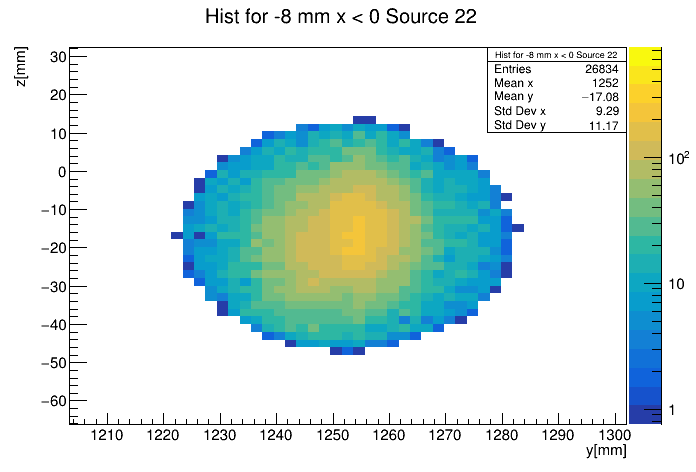 Hist for -8 mm x < 0 Source 22
z[mm]
30
20
10
0
−10
−20
−30
−40
−50
−60
Hist for -8 mm x < 0 Source 22
Entries 26834
Mean x 1252
Mean y −17.08
Std Dev x 9.29
Std Dev y 11.17
10²
10
1
1210 1220 1230 1240 1250 1260 1270 1280 1290 1300
y[mm]